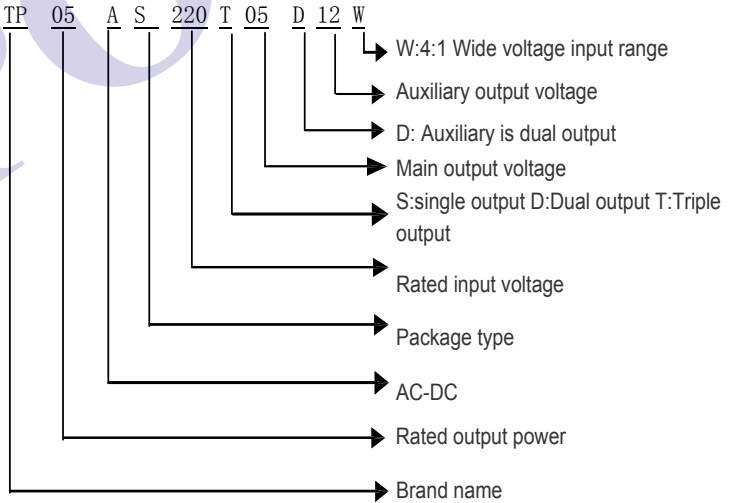 TP 05 A S 220 T 05 D 12 W
W:4:1 Wide voltage input range
Auxiliary output voltage
D: Auxiliary is dual output
Main output voltage
S:single output D:Dual output T:Triple
output
Rated input voltage
Package type
AC-DC
Rated output power
Brand name